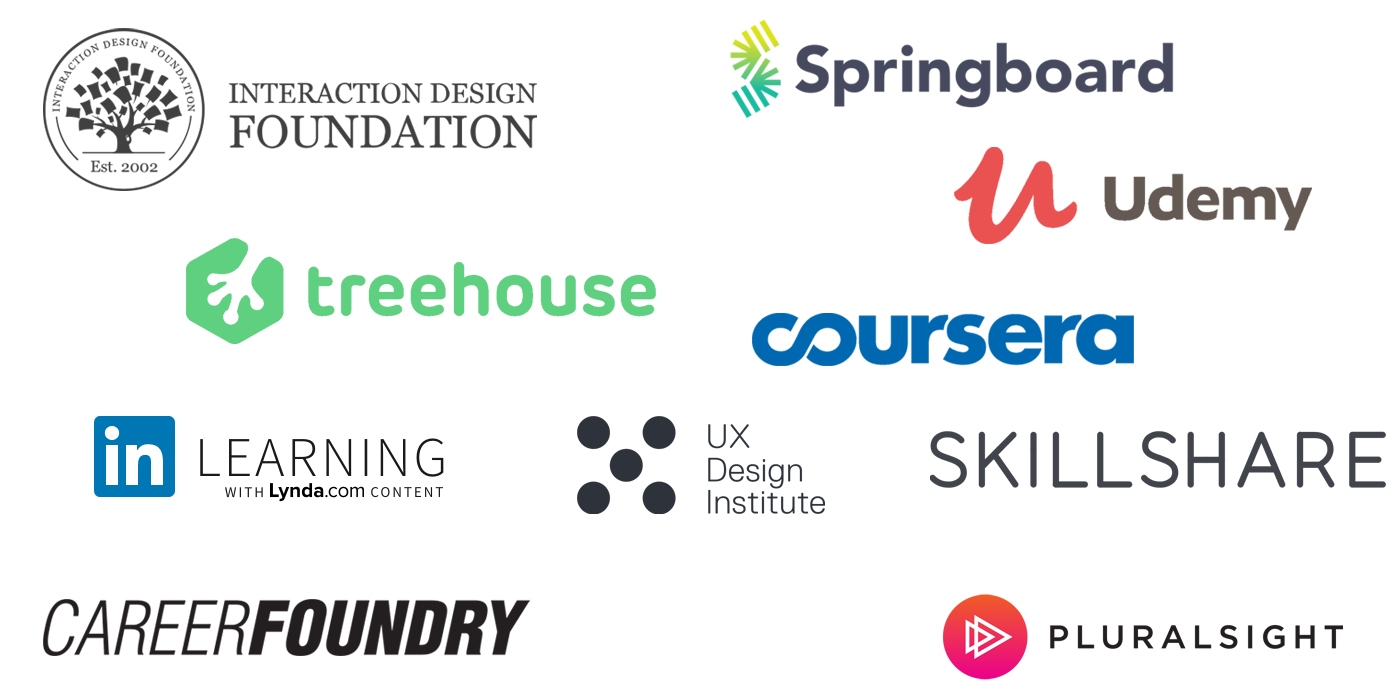 INTERACTION DESIGN FOUNDATION
Est. 2002
INTERACTION DESIGN
FOUNDATION
Springboard
Udemy
treehouse
coursera
in LEARNING
WITH Lynda.com CONTENT
UX
Design
Institute
SKILLSHARE
CAREERFOUNDRY
PLURALSIGHT